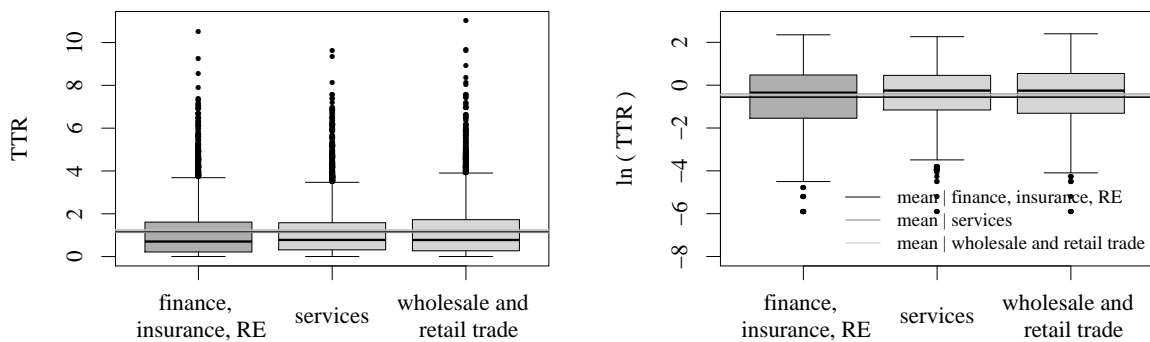 TTR
10
8
6
4
2
0
finance,
insurance, RE
services
wholesale and
retail trade
ln ( TTR )
2
0
−2
−4
−6
−8
mean | finance, insurance, RE
mean | services
mean | wholesale and retail trade
finance,
insurance, RE
services
wholesale and
retail trade